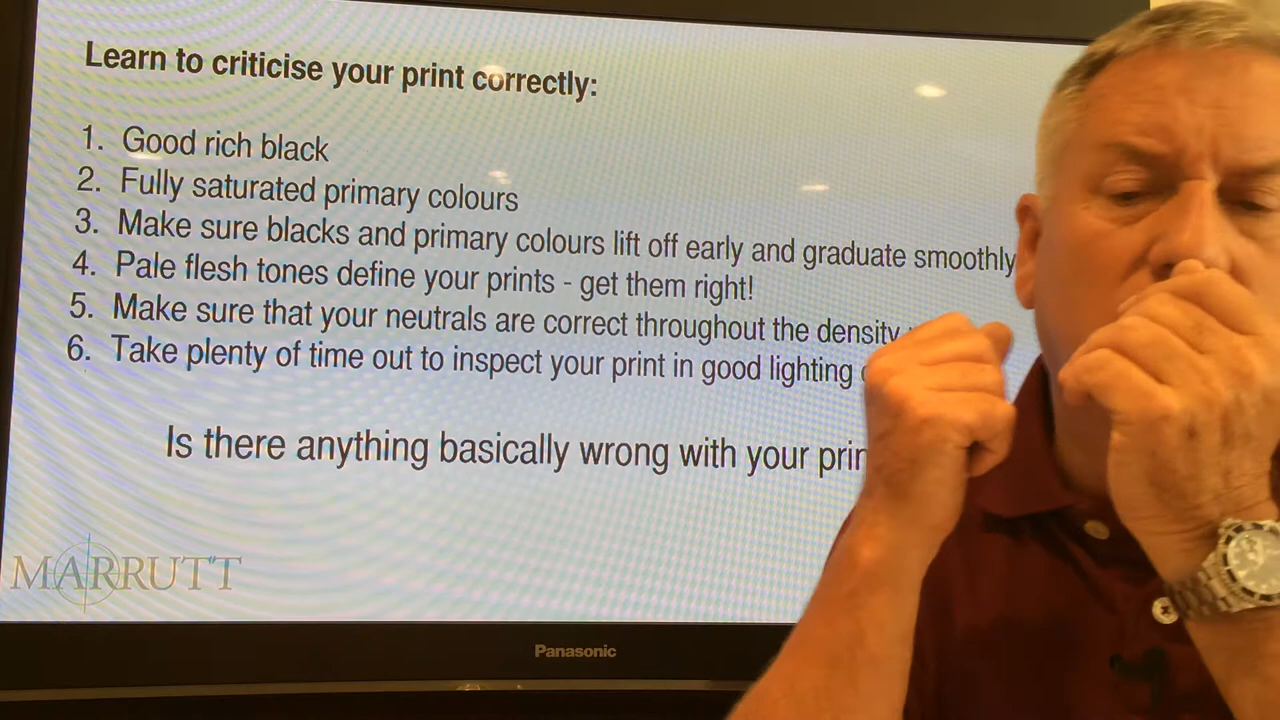 Learn to criticise your print correctly:
1. Good rich black
2. Fully saturated primary colours
3. Make sure blacks and primary colours lift off early and graduate smoothly
4. Pale flesh tones define your prints - get them right!
5. Make sure that your neutrals are correct throughout the density
6. Take plenty of time out to inspect your print in good lighting
Is there anything basically wrong with your
MARRUTT
Panasonic